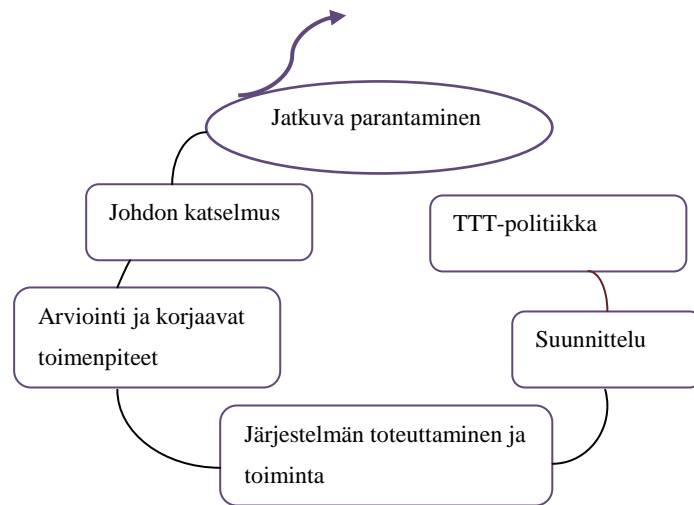 Jatkuva parantaminen
Johdon katselmus
TTT-politiikka
Arviointi ja korjaavat
toimenpiteet
Suunnittelu
Järjestelmän toteuttaminen ja
toiminta